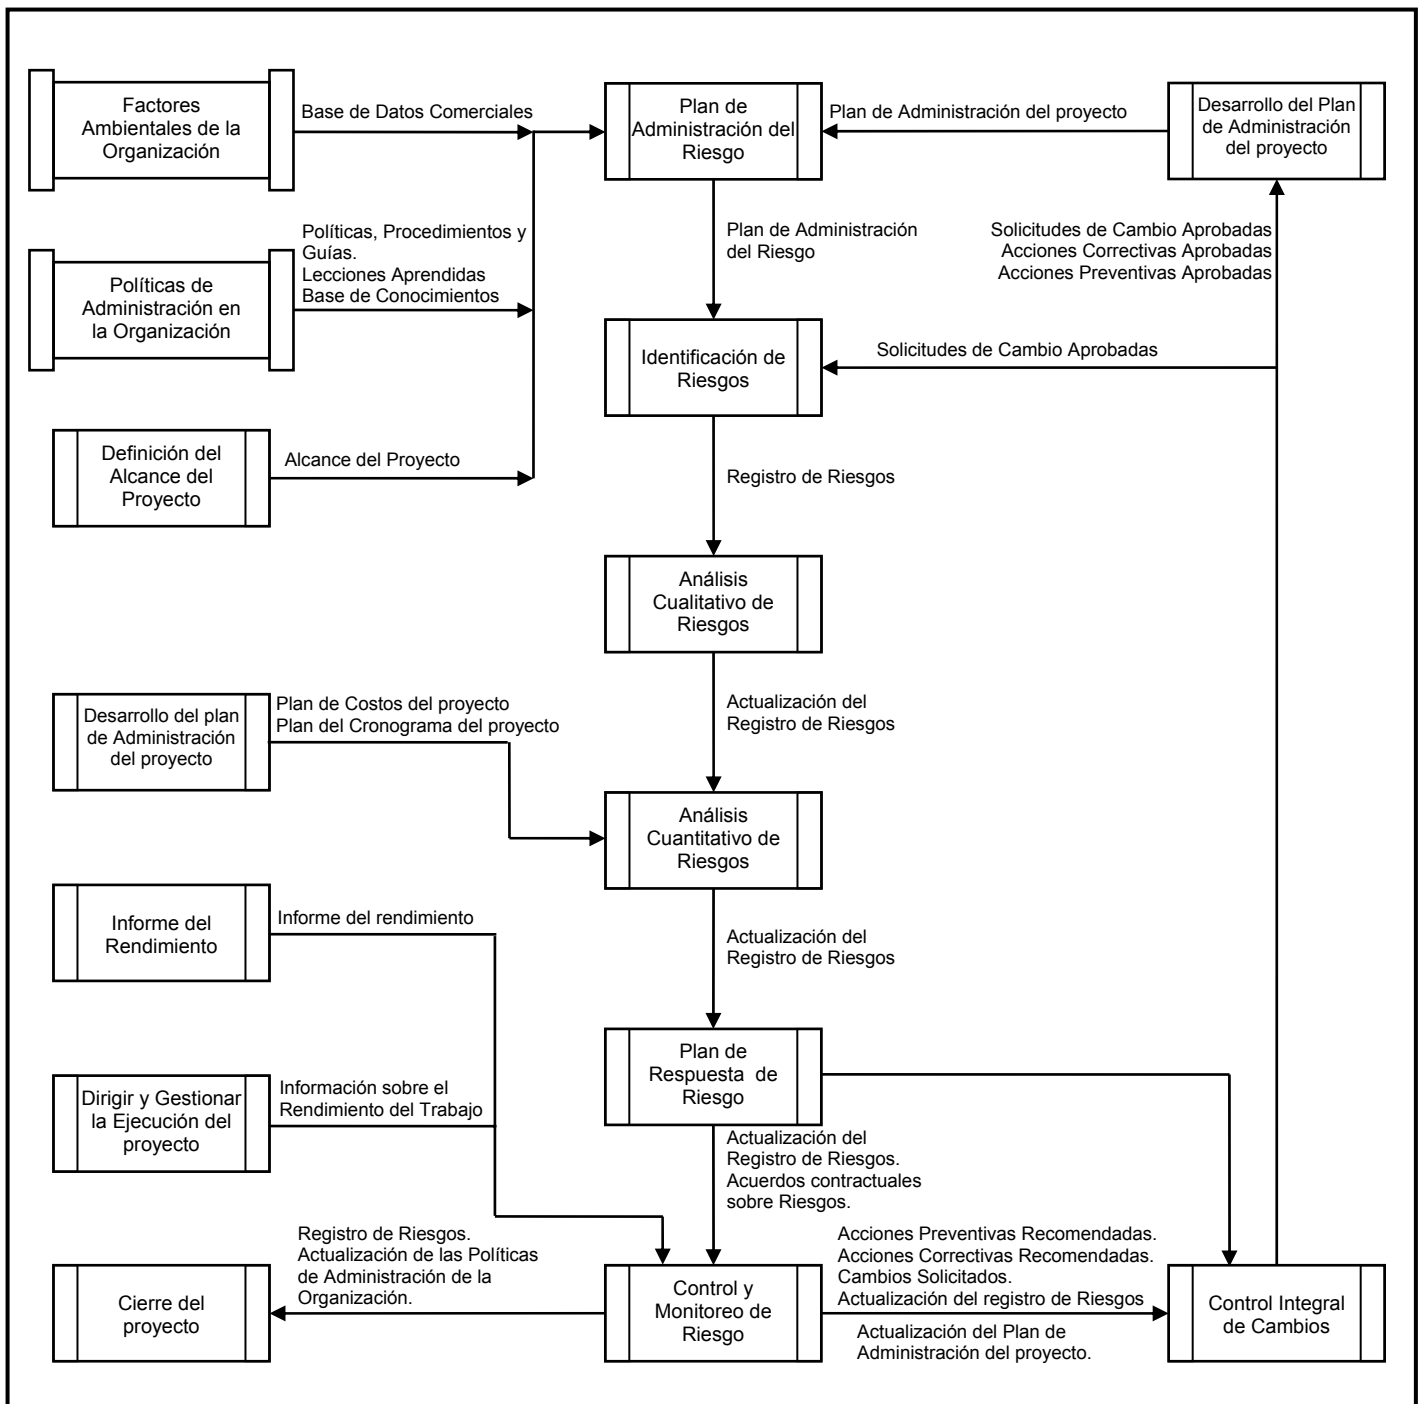 Factores
Ambientales de la
Organización
Base de Datos Comerciales
Plan de
Administración del
Riesgo
Plan de Administración del proyecto
Desarrollo del Plan
de Administración
del proyecto
Políticas de
Administración en
la Organización
Políticas, Procedimientos y
Guías.
Lecciones Aprendidas
Base de Conocimientos
Plan de Administración
del Riesgo
Solicitudes de Cambio Aprobadas
Acciones Correctivas Aprobadas
Acciones Preventivas Aprobadas
Identificación de
Riesgos
Solicitudes de Cambio Aprobadas
Definición del
Alcance del
Proyecto
Alcance del Proyecto
Registro de Riesgos
Análisis
Cualitativo de
Riesgos
Desarrollo del plan
de Administración
del proyecto
Plan de Costos del proyecto
Plan del Cronograma del proyecto
Actualización del
Registro de Riesgos
Análisis
Cuantitativo de
Riesgos
Informe del
Rendimiento
Informe del rendimiento
Actualización del
Registro de Riesgos
Plan de
Respuesta  de
Riesgo
Dirigir y Gestionar
la Ejecución del
proyecto
Información sobre el
Rendimiento del Trabajo
Actualización del
Registro de Riesgos.
Acuerdos contractuales
sobre Riesgos.
Registro de Riesgos.
Actualización de las Políticas
de Administración de la
Organización.
Acciones Preventivas Recomendadas.
Acciones Correctivas Recomendadas.
Cambios Solicitados.
Actualización del registro de Riesgos
Cierre del
proyecto
Control y
Monitoreo de
Riesgo
Actualización del Plan de
Administración del proyecto.
Control Integral
de Cambios